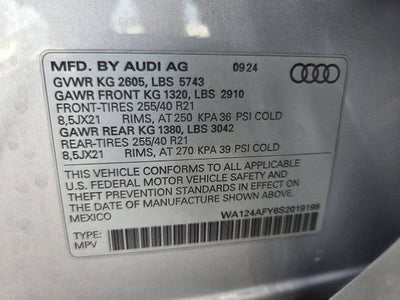 MFD. BY AUDI AG 0924
GVWR KG 2605, LBS 5743
GAWR FRONT KG 1320, LBS 2910
FRONT-TIRES 255/40 R21
8,5JX21 RIMS, AT 250 KPA 36 PSI COLD
GAWR REAR KG 1380, LBS 3042
REAR-TIRES 255/40 R21
8,5JX21 RIMS, AT 270 KPA 39 PSI COLD
THIS VEHICLE CONFORMS TO ALL APPLICABLE
U.S. FEDERAL MOTOR VEHICLE SAFETY AND
THEFT PREVENTION STANDARDS IN EFFECT ON
THE DATE OF MANUFACTURE SHOWN ABOVE.
MEXICO WA124AFY6S2019198
TYPE:
MPV